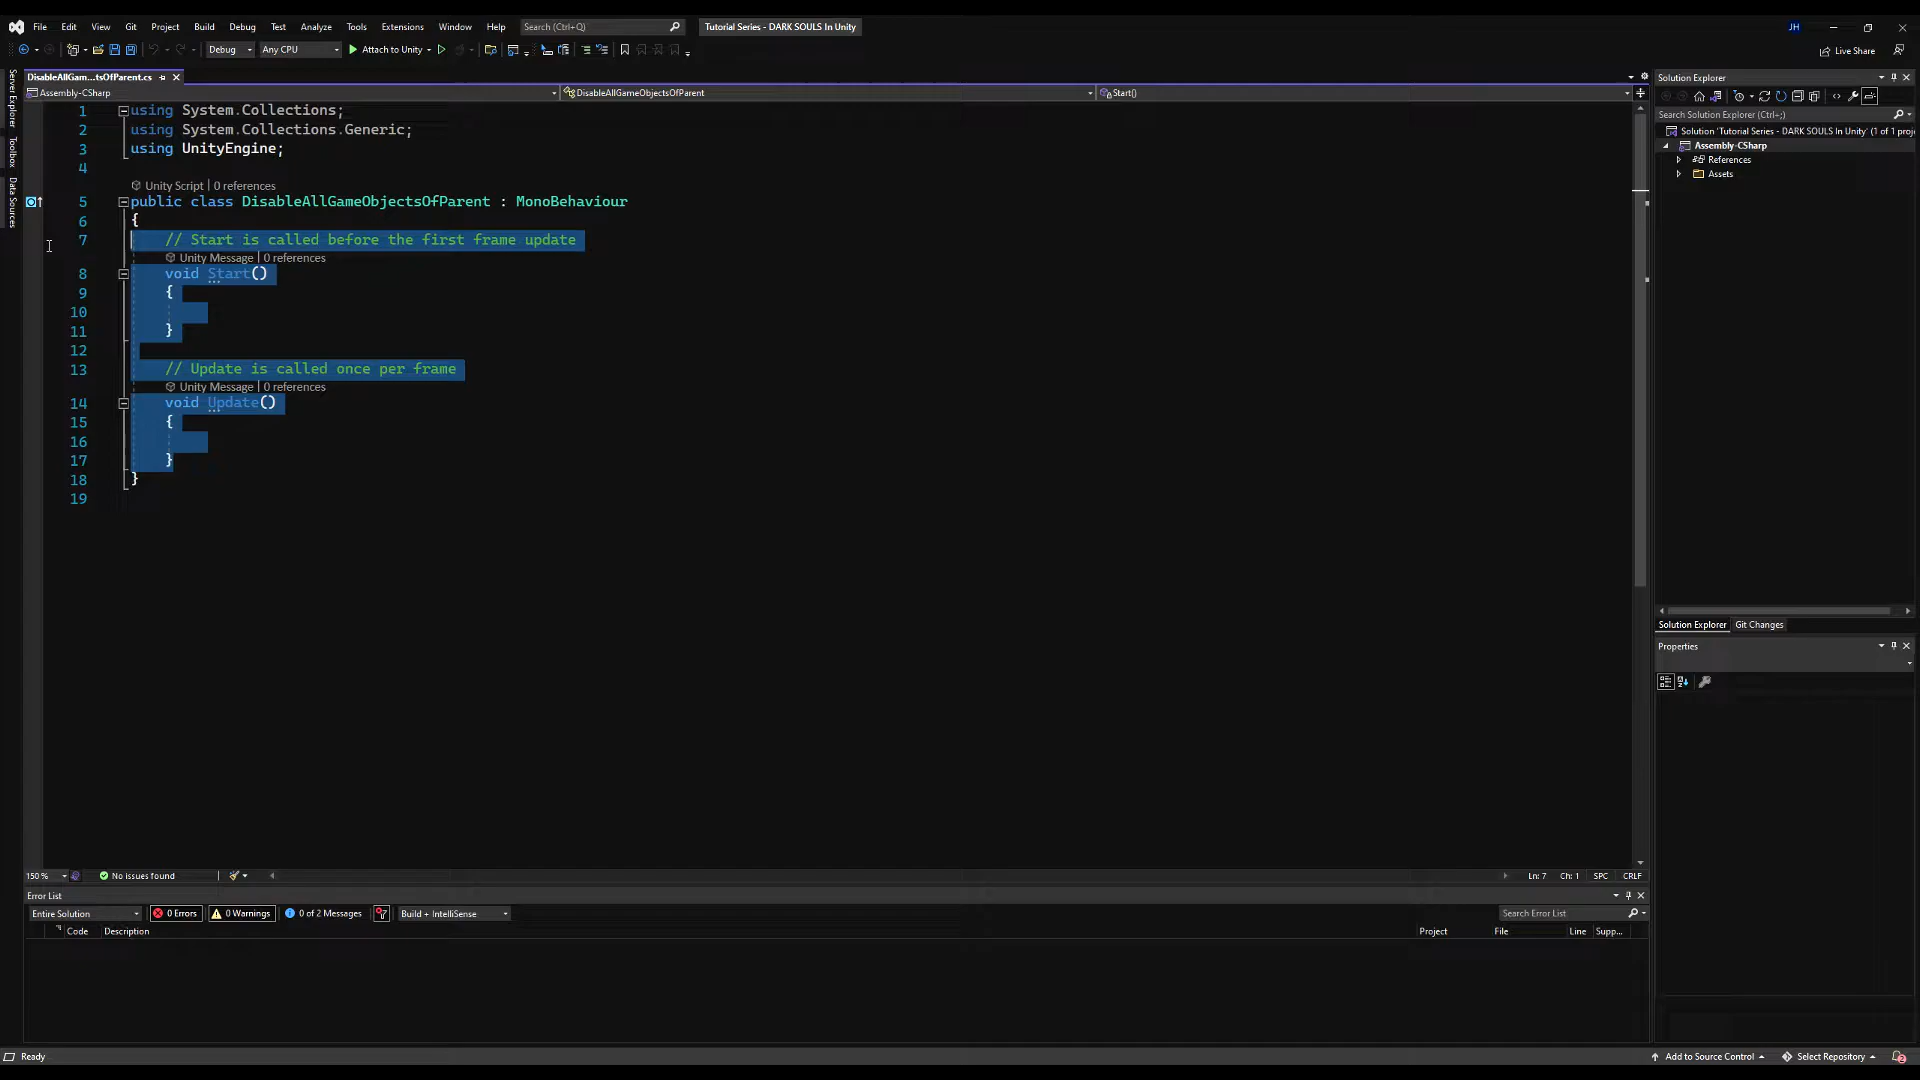 File Edit View Git Project Build Debug Test Analyze Tools Extensions Window Help Search (Ctrl+Q) Tutorial Series - DARK SOULS In Unity JH
Debug Any CPU Attach to Unity Live Share
DisableAllGam...tsOfParent.cs
Assembly-CSharp DisableAllGameObjectsOfParent Start()
Server Explorer
Toolbox
Data Sources
1 using System.Collections;
2 using System.Collections.Generic;
3 using UnityEngine;
4
Unity Script | 0 references
5 public class DisableAllGameObjectsOfParent : MonoBehaviour
6 {
7 // Start is called before the first frame update
Unity Message | 0 references
8 void Start()
9 {
10
11 }
12
13 // Update is called once per frame
Unity Message | 0 references
14 void Update()
15 {
16
17 }
18 }
19
150 % No issues found Ln: 7 Ch: 1 SPC CRLF
Error List
Entire Solution 0 Errors 0 Warnings 0 of 2 Messages Build + IntelliSense Search Error List
Code Description Project File Line Supp...
Solution Explorer
Search Solution Explorer (Ctrl+;)
Solution 'Tutorial Series - DARK SOULS In Unity' (1 of 1 proj
Assembly-CSharp
References
Assets
Solution Explorer Git Changes
Properties
Ready Add to Source Control Select Repository 2